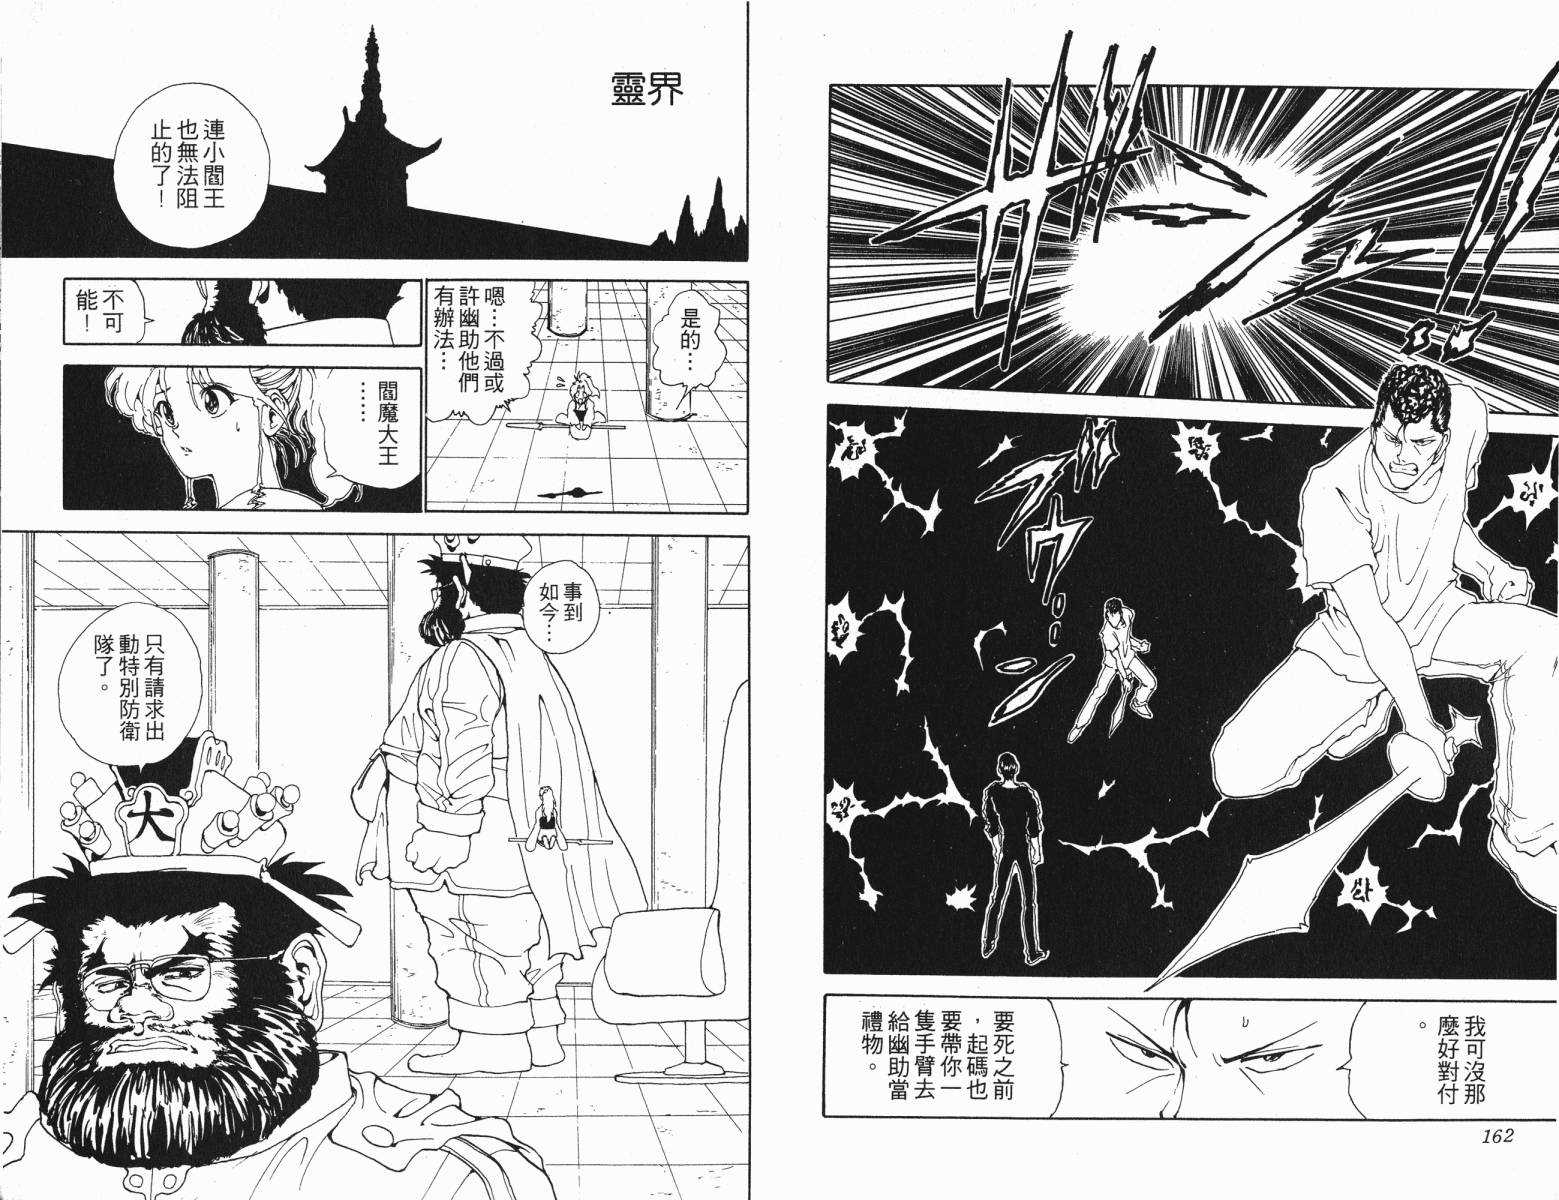 我可沒那
麼好對付
。
要死之前
，起碼也
要帶你一
隻手臂去
給幽助當
禮物。
162
靈界
連小閻王
也無法阻
止的了！
是的…
嗯…不過或
許幽助他們
有辦法…
不可
能！
閻魔大王
……
事到
如今…
只有請求出
動特別防衛
隊了。
大